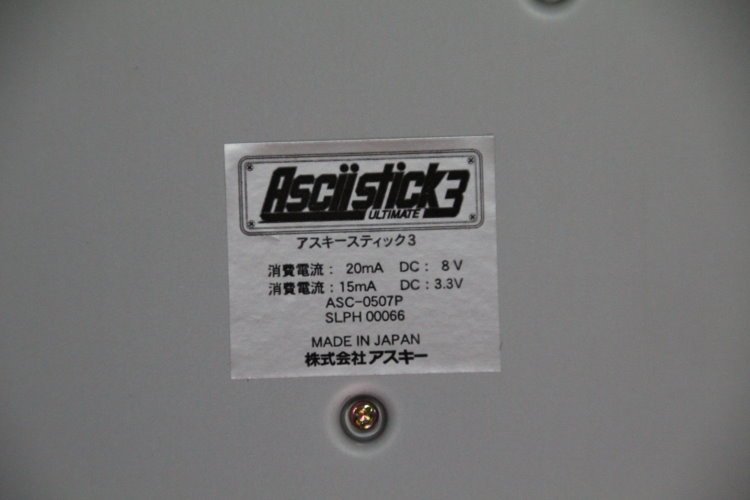 Asciistick3
ULTIMATE
アスキースティック3
消費電流: 20mA DC: 8V
消費電流:15mA DC:3.3V
ASC-0507P
SLPH 00066
MADE IN JAPAN
株式会社アスキー